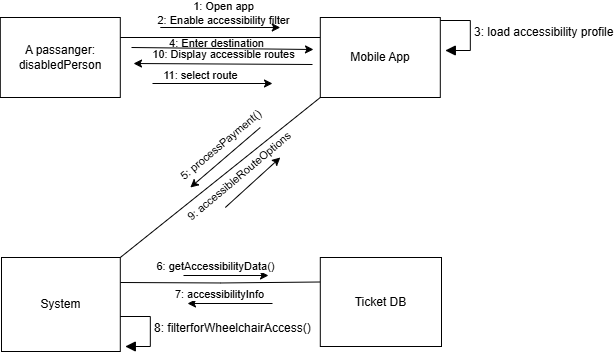 1: Open app
2: Enable accessibility filter
3: load accessibility profile
A passanger:
disabledPerson
4: Enter destination
10: Display accessible routes
Mobile App
11: select route
5: processPayment()
9: accessibleRouteOptions
6: getAccessibilityData()
7: accessibilityInfo
System
Ticket DB
8: filterforWheelchairAccess()